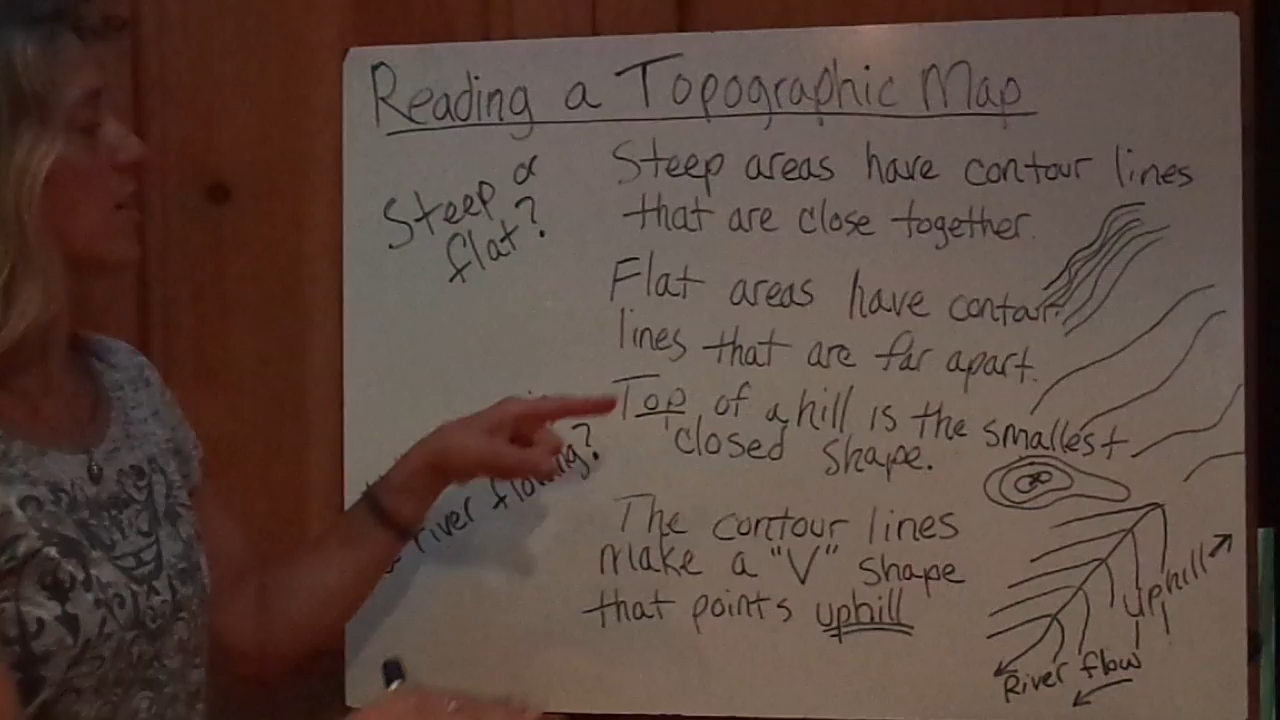 Reading a Topographic Map
Steep or
flat?
Steep areas have contour lines
that are close together.
Flat areas have contour
lines that are far apart.
Top of a hill is the smallest
closed shape.
river flowing?
The contour lines
make a "V" shape
that points uphill
uphill
River flow